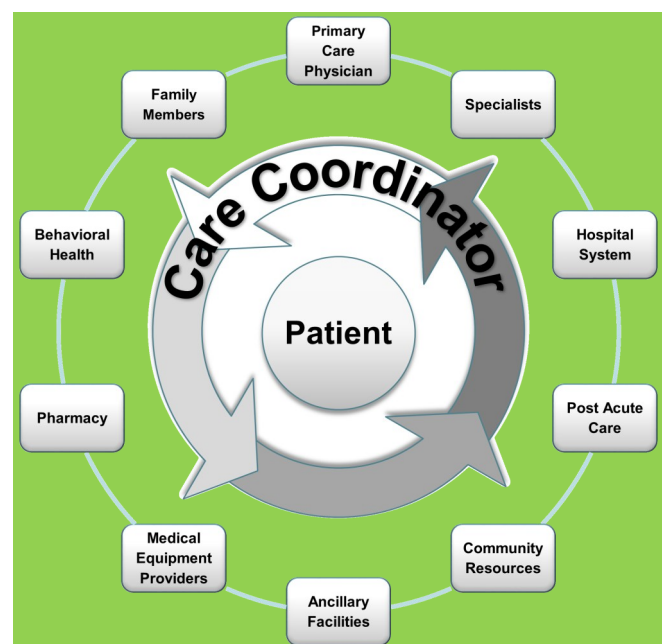 Primary
Care
Physician
Specialists
Hospital
System
Post Acute
Care
Community
Resources
Ancillary
Facilities
Medical
Equipment
Providers
Pharmacy
Behavioral
Health
Family
Members
Care Coordinator
Patient